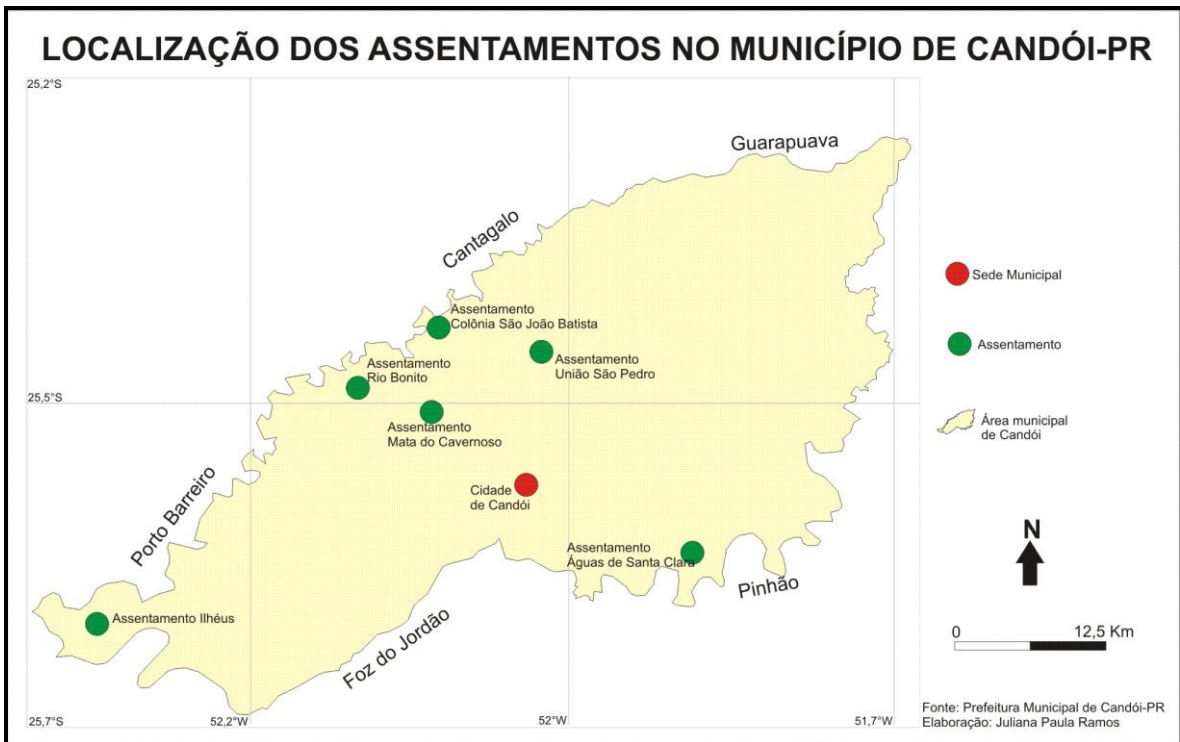 LOCALIZAÇÃO DOS ASSENTAMENTOS NO MUNICÍPIO DE CANDÓI-PR
25,2°S
Guarapuava
Cantagalo
Sede Municipal
Assentamento
Colônia São João Batista
Assentamento
Assentamento
União São Pedro
Assentamento
Rio Bonito
25,5°S
Área municipal
de Candói
Assentamento
Mata do Cavernoso
Porto Barreiro
Cidade
de Candói
N
Assentamento
Águas de Santa Clara
Pinhão
Assentamento Ilhéus
Foz do Jordão
0 12,5 Km
25,7°S
52,2°W
52°W
51,7°W
Fonte: Prefeitura Municipal de Candói-PR
Elaboração: Juliana Paula Ramos